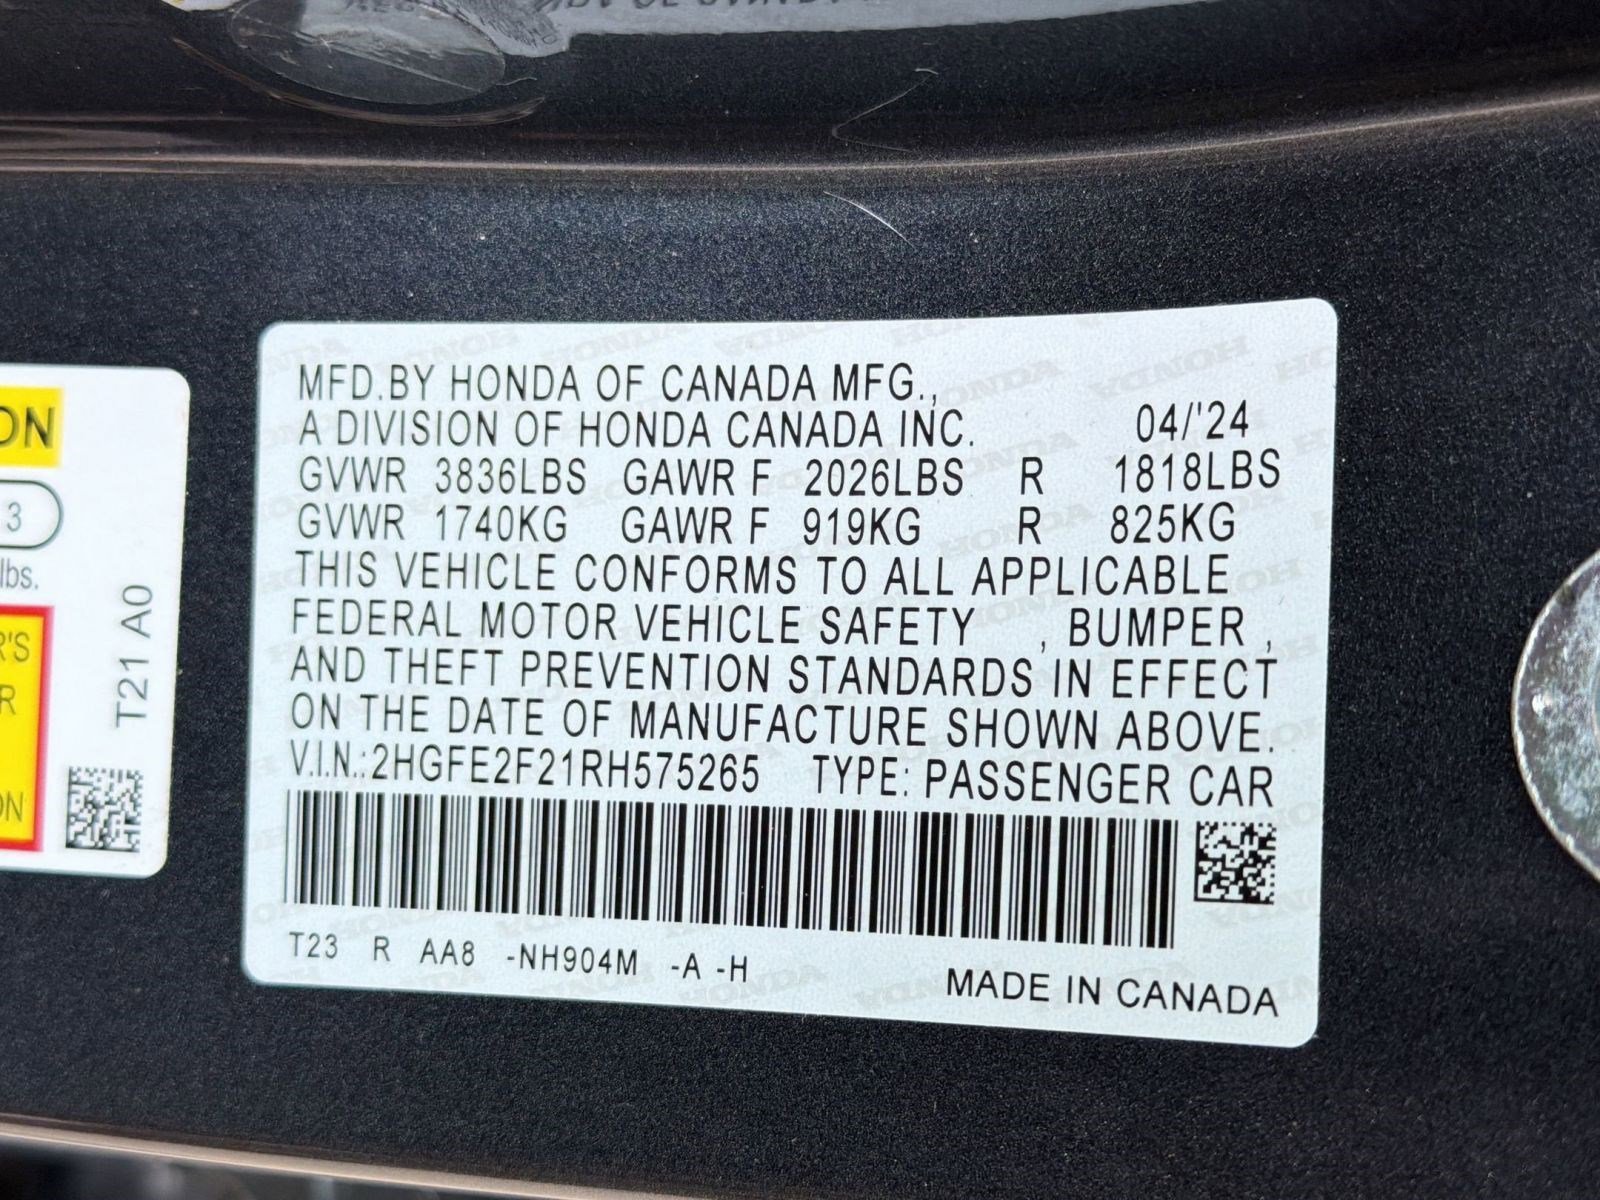 MFD.BY HONDA OF CANADA MFG.,
A DIVISION OF HONDA CANADA INC. 04/'24
GVWR 3836LBS GAWR F 2026LBS R 1818LBS
GVWR 1740KG GAWR F 919KG R 825KG
THIS VEHICLE CONFORMS TO ALL APPLICABLE
FEDERAL MOTOR VEHICLE SAFETY , BUMPER ,
AND THEFT PREVENTION STANDARDS IN EFFECT
ON THE DATE OF MANUFACTURE SHOWN ABOVE.
V.I.N.: 2HGFE2F21RH575265 TYPE: PASSENGER CAR
T23 R AA8 -NH904M -A -H
MADE IN CANADA
ON
3
lbs.
R'S
R
ON
T21 A0